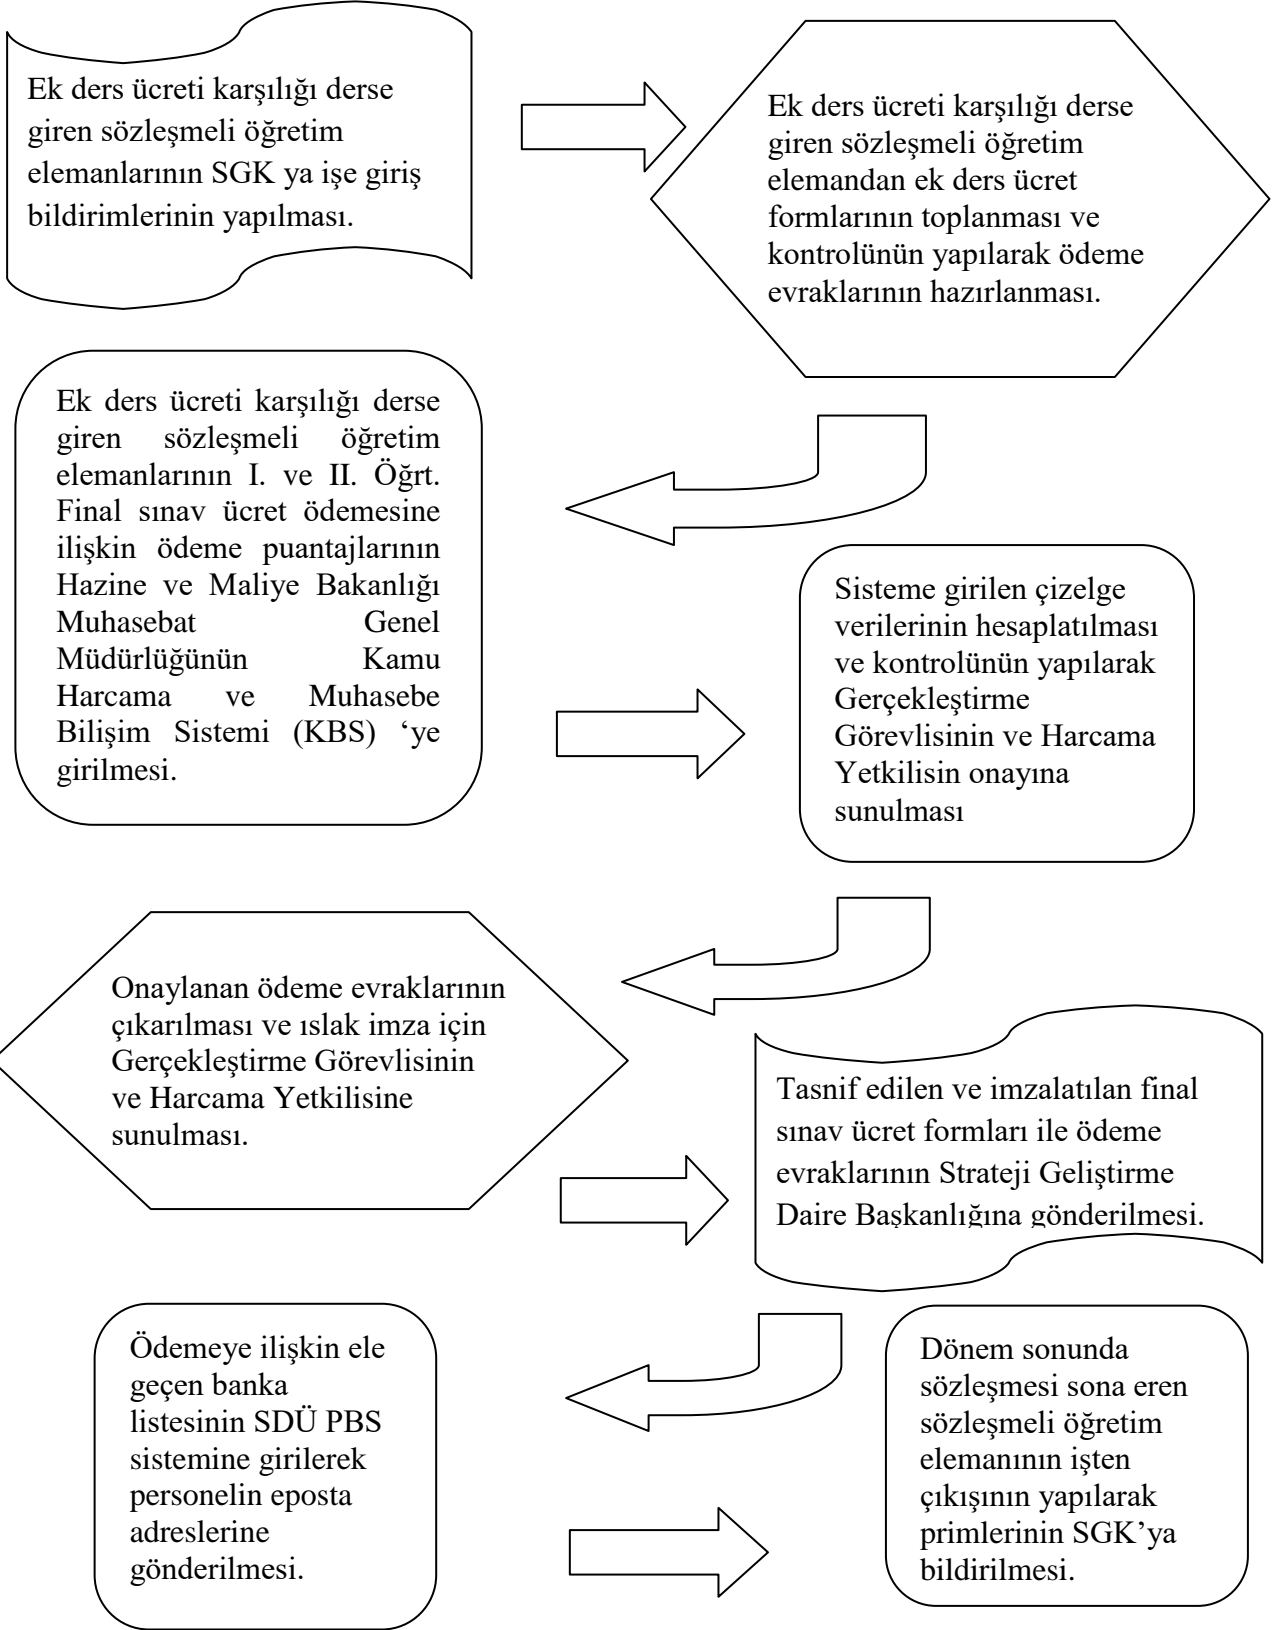 Ek ders ücreti karşılığı derse
giren sözleşmeli öğretim
elemanlarının SGK ya işe giriş
bildirimlerinin yapılması.
Ek ders ücreti karşılığı derse
giren sözleşmeli öğretim
elemandan ek ders ücret
formlarının toplanması ve
kontrolünün yapılarak ödeme
evraklarının hazırlanması.
Ek ders ücreti karşılığı derse
giren sözleşmeli öğretim
elemanlarının I. ve II. Öğrt.
Final sınav ücret ödemesine
ilişkin ödeme puantajlarının
Hazine ve Maliye Bakanlığı
Muhasebat Genel
Müdürlüğünün Kamu
Harcama ve Muhasebe
Bilişim Sistemi (KBS) ‘ye
girilmesi.
Sisteme girilen çizelge
verilerinin hesaplatılması
ve kontrolünün yapılarak
Gerçekleştirme
Görevlisinin ve Harcama
Yetkilisin onayına
sunulması
Onaylanan ödeme evraklarının
çıkarılması ve ıslak imza için
Gerçekleştirme Görevlisinin
ve Harcama Yetkilisine
sunulması.
Tasnif edilen ve imzalatılan final
sınav ücret formları ile ödeme
evraklarının Strateji Geliştirme
Daire Başkanlığına gönderilmesi.
Ödemeye ilişkin ele
geçen banka
listesinin SDÜ PBS
sistemine girilerek
personelin eposta
adreslerine
gönderilmesi.
Dönem sonunda
sözleşmesi sona eren
sözleşmeli öğretim
elemanının işten
çıkışının yapılarak
primlerinin SGK’ya
bildirilmesi.